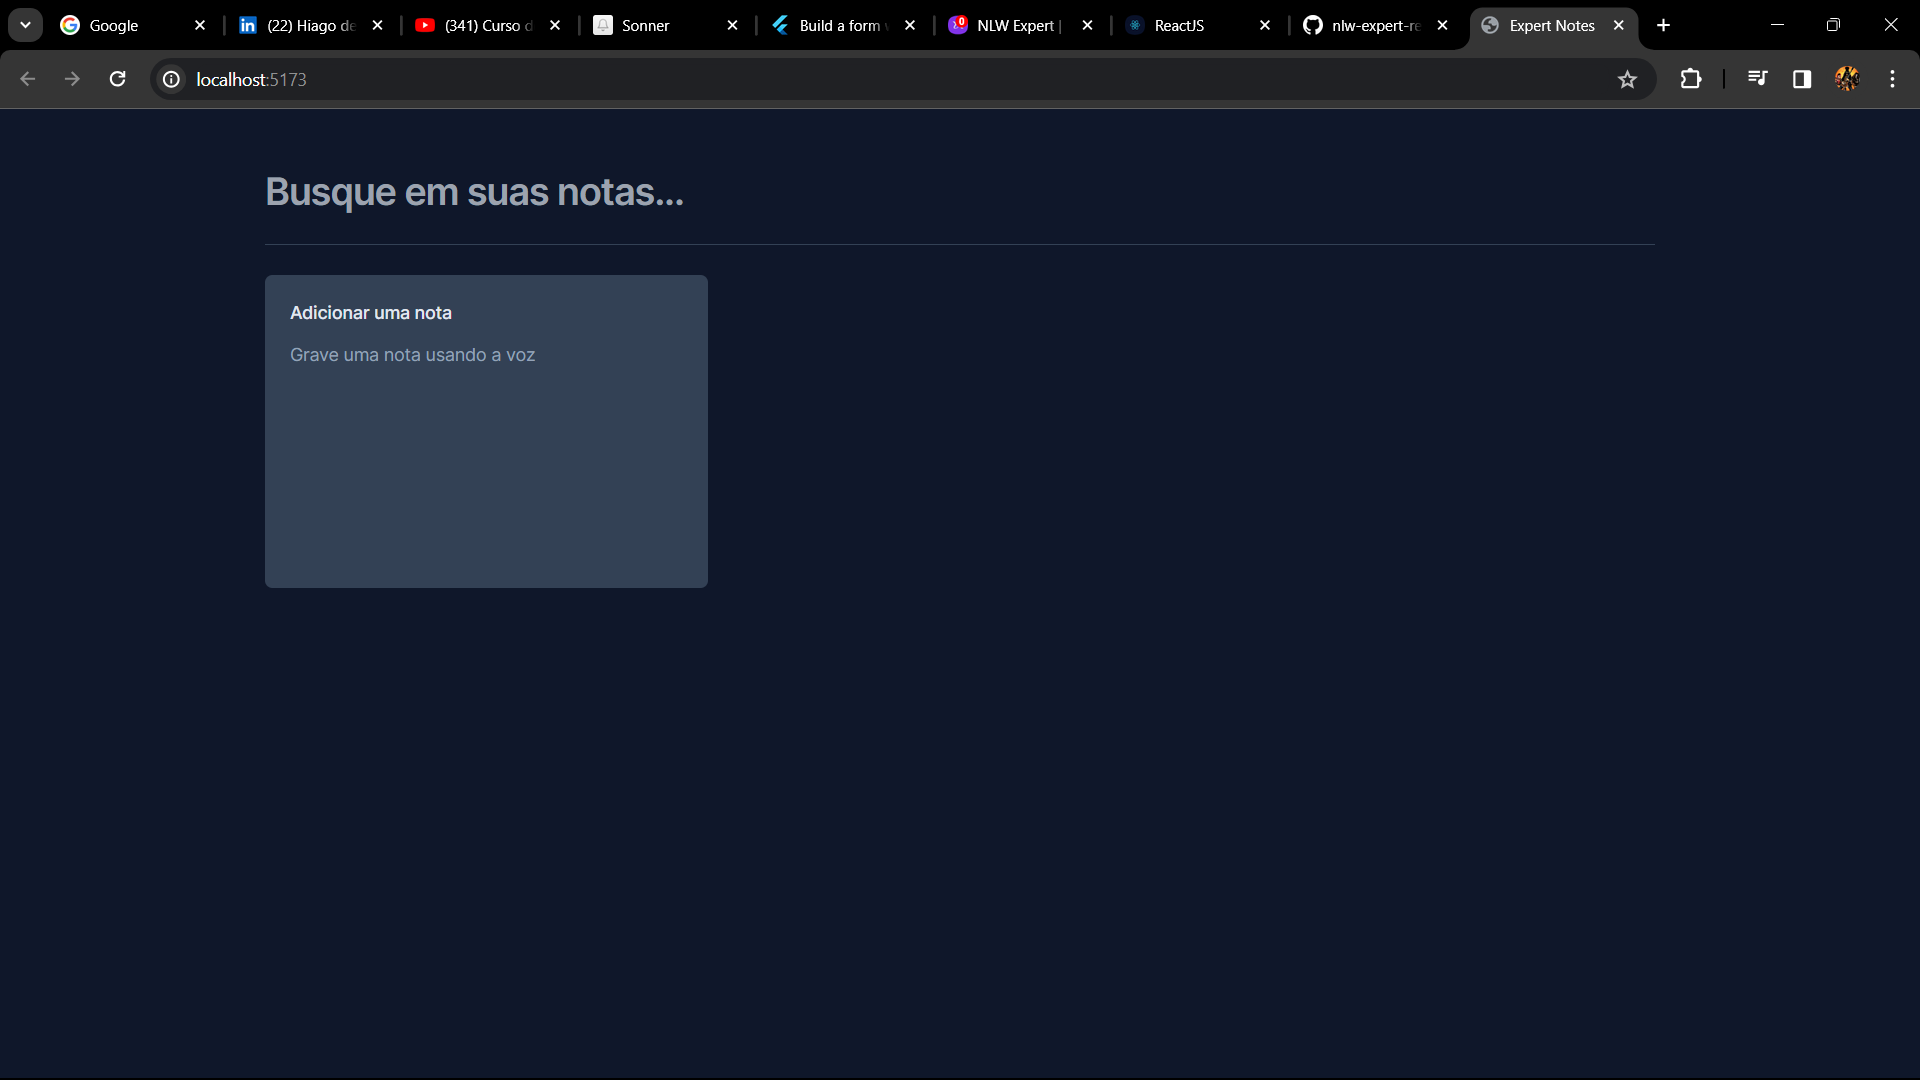 Google
(22) Hiago de
(341) Curso d
Sonner
Build a form
NLW Expert |
ReactJS
nlw-expert-re
Expert Notes
localhost:5173
Busque em suas notas...
Adicionar uma nota
Grave uma nota usando a voz